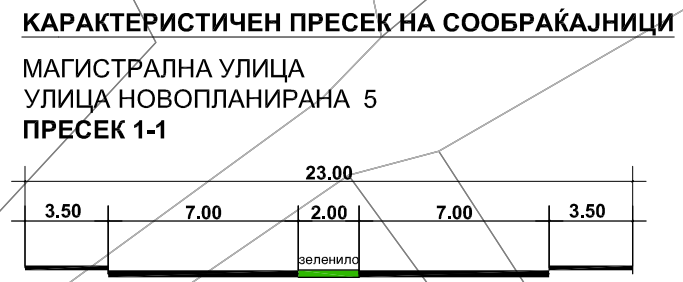 КАРАКТЕРИСТИЧЕН ПРЕСЕК НА СООБРАЌАЈНИЦИ
МАГИСТРАЛНА УЛИЦА
УЛИЦА НОВОПЛАНИРАНА 5
ПРЕСЕК 1-1
23.00
3.50 7.00 2.00 7.00 3.50
зеленило